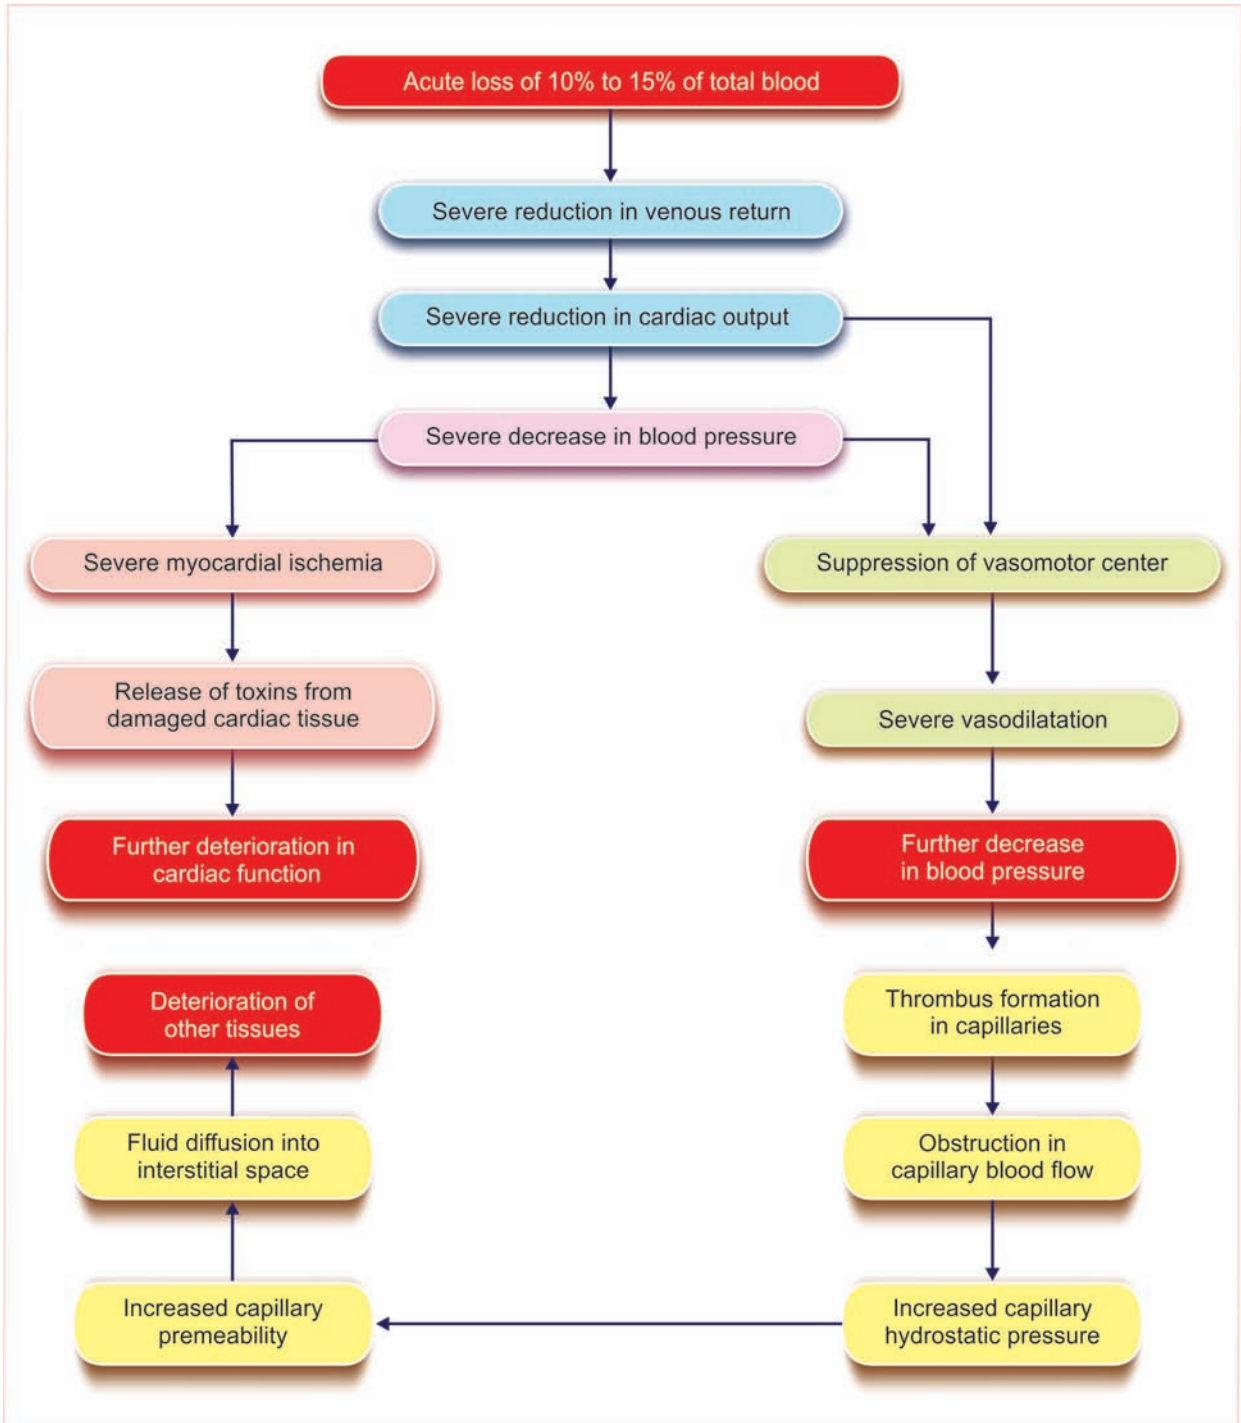 Acute loss of 10% to 15% of total blood
Severe reduction in venous return
Severe reduction in cardiac output
Severe decrease in blood pressure
Severe myocardial ischemia
Suppression of vasomotor center
Release of toxins from
damaged cardiac tissue
Severe vasodilatation
Further deterioration in
cardiac function
Further decrease
in blood pressure
Deterioration of
other tissues
Thrombus formation
in capillaries
Fluid diffusion into
interstitial space
Obstruction in
capillary blood flow
Increased capillary
premeability
Increased capillary
hydrostatic pressure